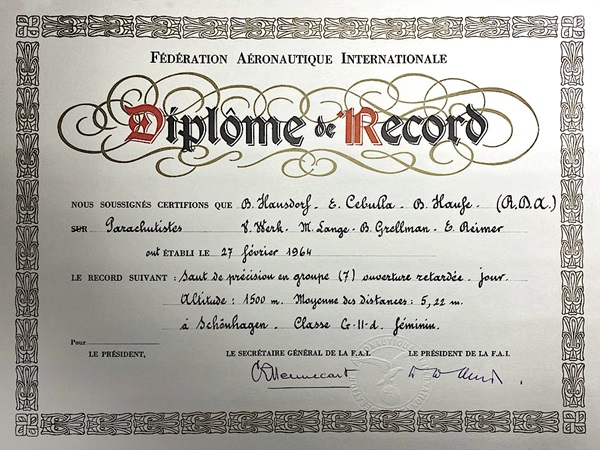 FÉDÉRATION AÉRONAUTIQUE INTERNATIONALE
Diplôme de Record
NOUS SOUSSIGNÉS CERTIFIONS QUE B. Hausdorf. E. Cebulla. B. Haufe. (R.D.A.)
SUR Parachutistes V. Werk. M. Lange. B. Grellman. E. Reimer
ont ÉTABLI LE 27 février 1964
LE RECORD SUIVANT : Saut de précision en groupe (7) ouverture retardée. jour.
Altitude : 1500 m. Moyenne des distances : 5,22 m.
à Schönhagen. Classe G-II-d. féminin.
Pour
LE PRÉSIDENT, LE SECRÉTAIRE GÉNÉRAL DE LA F.A.I. LE PRÉSIDENT DE LA F.A.I.